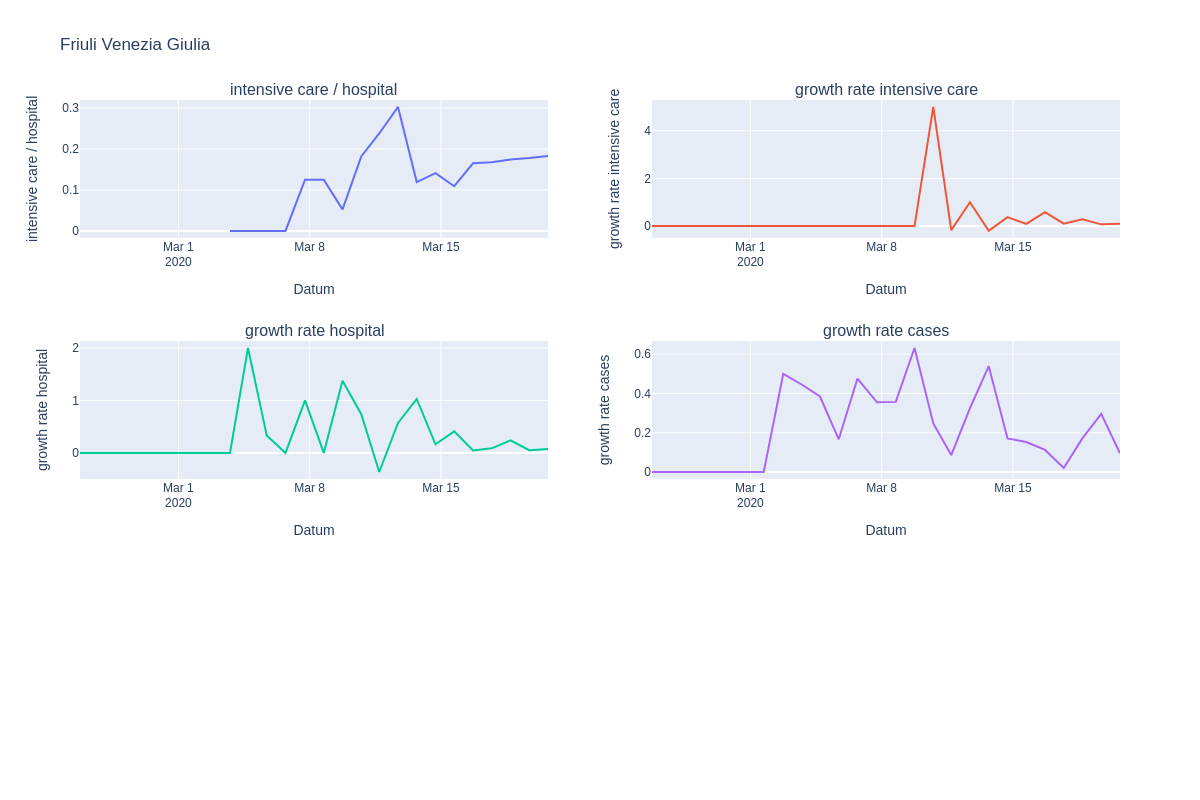 Friuli Venezia Giulia
intensive care / hospital
intensive care / hospital
0.3
0.2
0.1
0
Mar 1
2020
Mar 8
Mar 15
Datum
growth rate intensive care
growth rate intensive care
4
2
0
Mar 1
2020
Mar 8
Mar 15
Datum
growth rate hospital
growth rate hospital
2
1
0
Mar 1
2020
Mar 8
Mar 15
Datum
growth rate cases
growth rate cases
0.6
0.4
0.2
0
Mar 1
2020
Mar 8
Mar 15
Datum